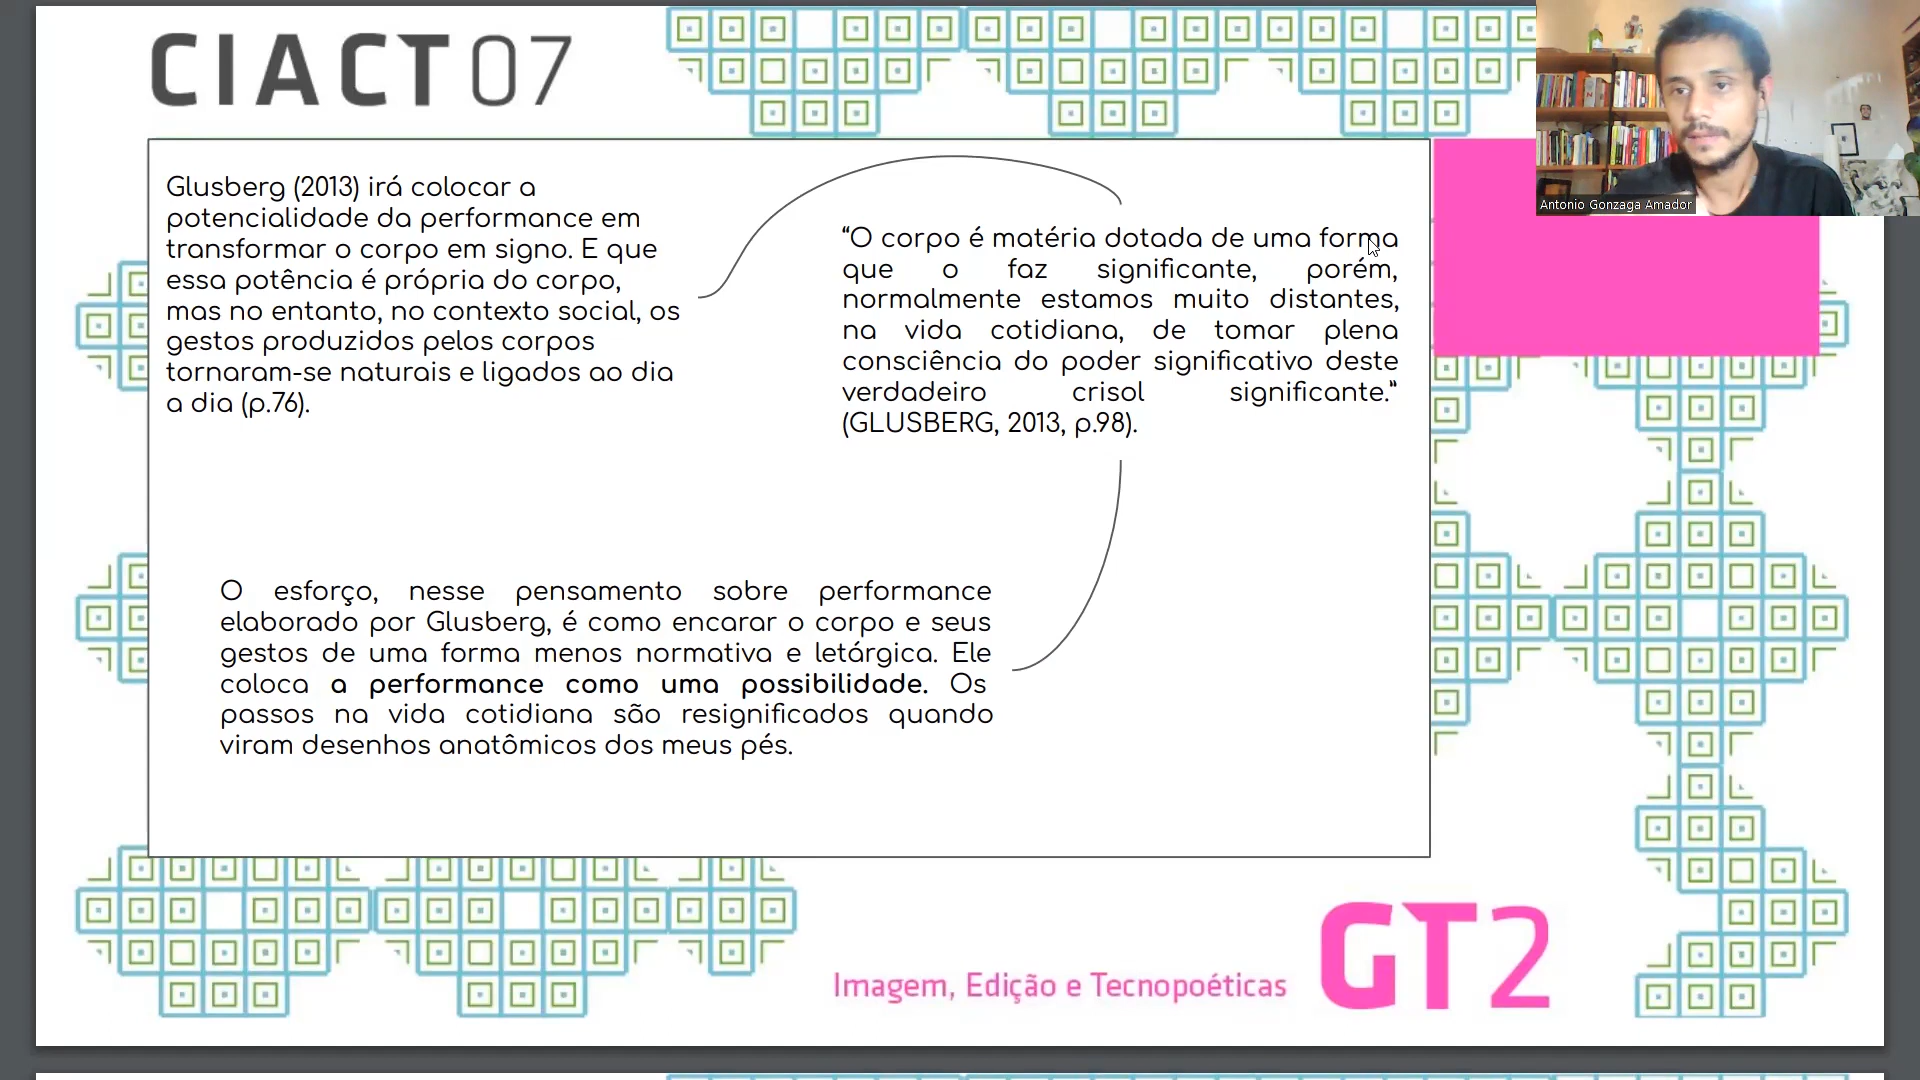 CIACT07
Antonio Gonzaga Amador
Glusberg (2013) irá colocar a
potencialidade da performance em
transformar o corpo em signo. E que
essa potência é própria do corpo,
mas no entanto, no contexto social, os
gestos produzidos pelos corpos
tornaram-se naturais e ligados ao dia
a dia (p.76).
“O corpo é matéria dotada de uma forma
que o faz significante, porém,
normalmente estamos muito distantes,
na vida cotidiana, de tomar plena
consciência do poder significativo deste
verdadeiro crisol significante.”
(GLUSBERG, 2013, p.98).
O esforço, nesse pensamento sobre performance
elaborado por Glusberg, é como encarar o corpo e seus
gestos de uma forma menos normativa e letárgica. Ele
coloca a performance como uma possibilidade. Os
passos na vida cotidiana são resignificados quando
viram desenhos anatômicos dos meus pés.
Imagem, Edição e Tecnopoéticas
GT2